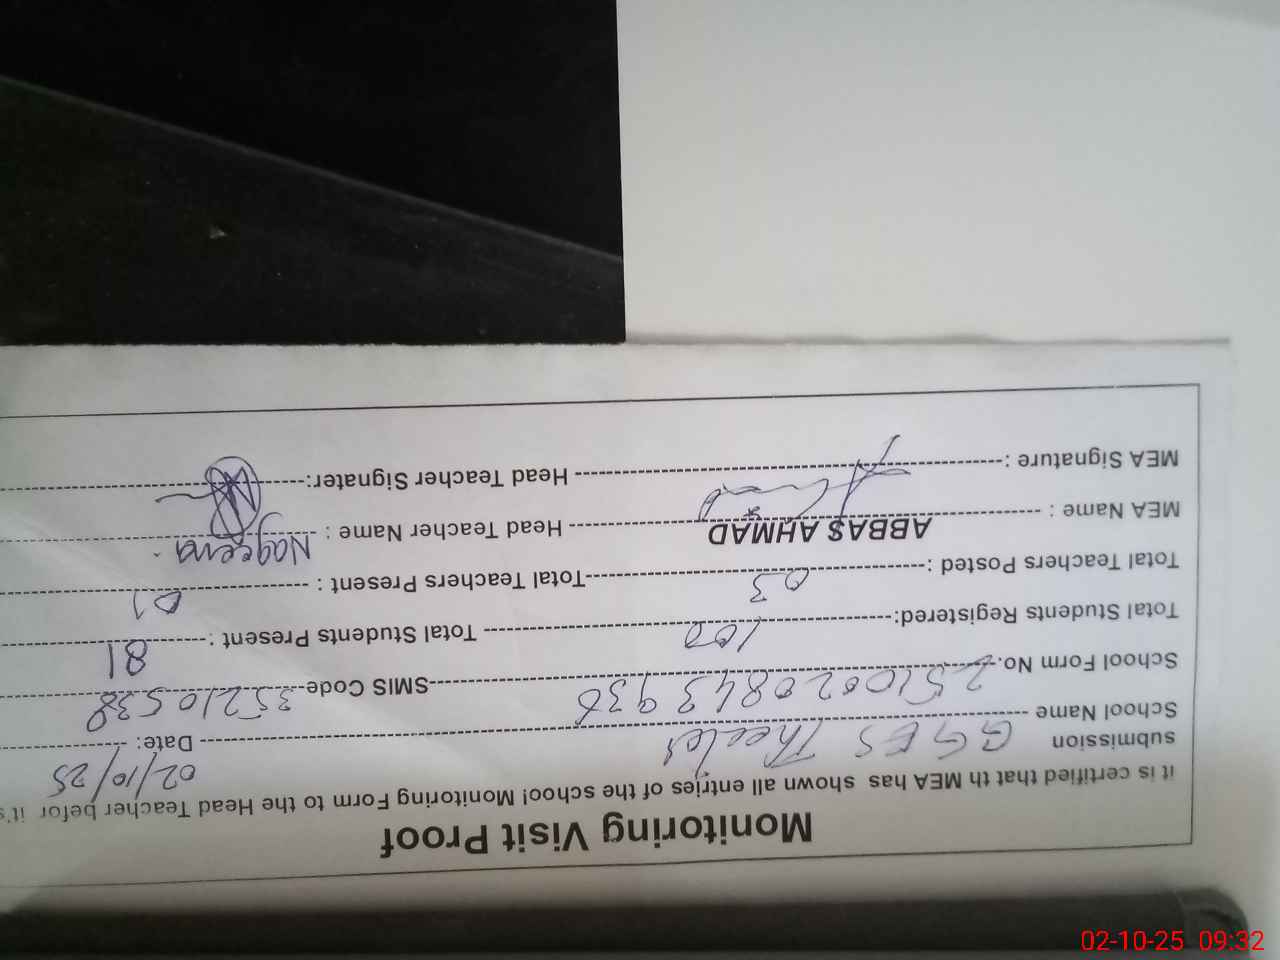 Monitoring Visit Proof
it is certified that th MEA has shown all entries of the school Monitoring Form to the Head Teacher befor it's
submission
School Name GGES Theeter Date: 02/10/25
School Form No. 2510020843936 SMIS Code 35210538
Total Students Registered: 100 Total Students Present : 81
Total Teachers Posted : 03 Total Teachers Present : 01
MEA Name : ABBAS AHMAD Head Teacher Name : Nageena
MEA Signature : Head Teacher Signater:
02-10-25 09:32